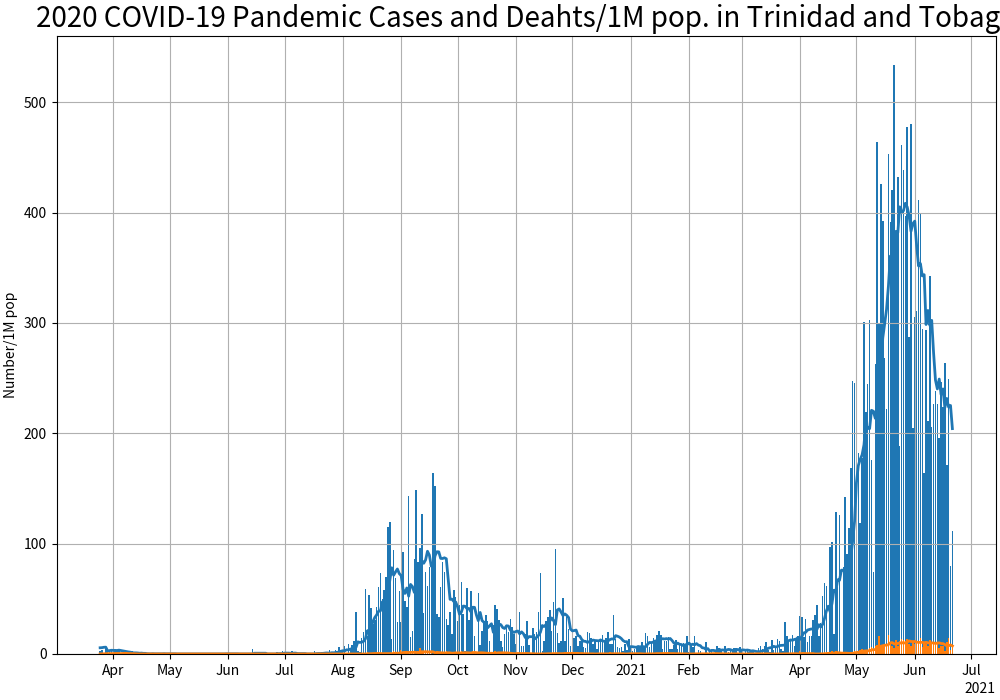 2020 COVID-19 Pandemic Cases and Deahts/1M pop. in Trinidad and Tobag
Number/1M pop
500
400
300
200
100
0
Apr May Jun Jul Aug Sep Oct Nov Dec 2021 Feb Mar Apr May Jun Jul
2021